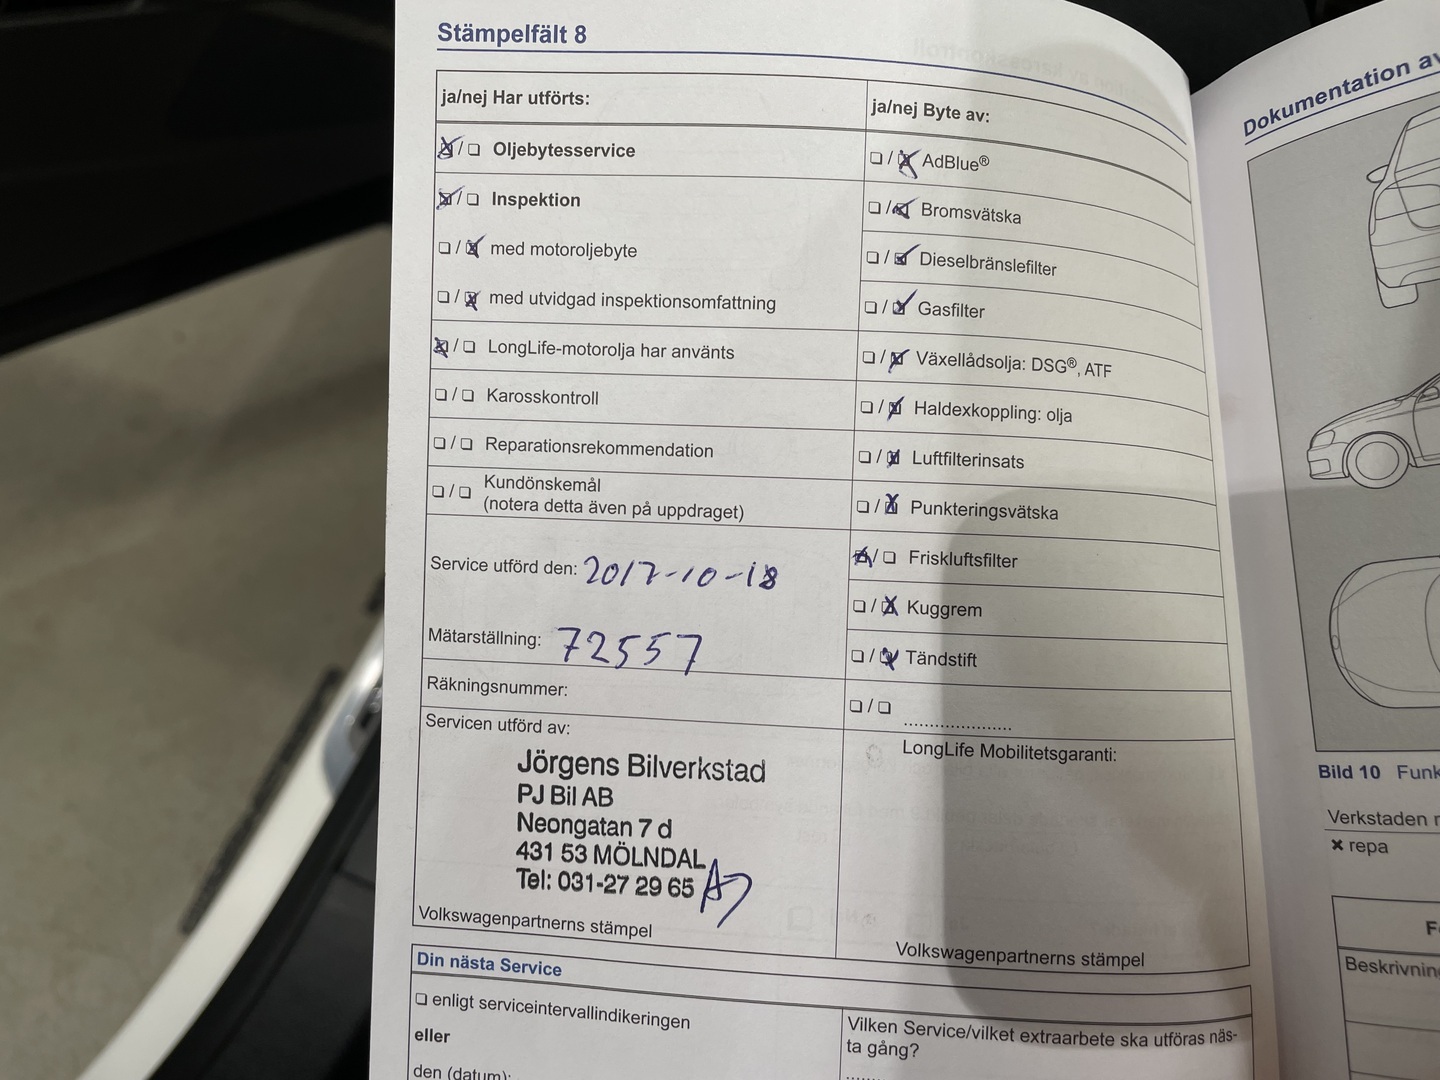 Stämpelfält 8
ja/nej Har utförts:
☒/☐ Oljebytesservice
☒/☐ Inspektion
☐/☒ med motoroljebyte
☐/☒ med utvidgad inspektionsomfattning
☒/☐ LongLife-motorolja har använts
☐/☐ Karosskontroll
☐/☐ Reparationsrekommendation
☐/☐ Kundönskemål
(notera detta även på uppdraget)
Service utförd den: 2017-10-18
Mätarställning: 72557
Räkningsnummer:
Servicen utförd av:
Jörgens Bilverkstad
PJ Bil AB
Neongatan 7 d
431 53 MÖLNDAL
Tel: 031-27 29 65
Volkswagenpartnerns stämpel
ja/nej Byte av:
☐/☒ AdBlue®
☐/☒ Bromsvätska
☐/☒ Dieselbränslefilter
☐/☒ Gasfilter
☐/☒ Växellådsolja: DSG®, ATF
☐/☒ Haldexkoppling: olja
☐/☒ Luftfilterinsats
☐/☒ Punkteringsvätska
☒/☐ Friskluftsfilter
☐/☒ Kuggrem
☐/☒ Tändstift
☐/☐ ....................
LongLife Mobilitetsgaranti:
Volkswagenpartnerns stämpel
Din nästa Service
☐ enligt serviceintervallindikeringen
eller
den (datum):
Vilken Service/vilket extraarbete ska utföras näs-
ta gång?
Dokumentation av
Bild 10 Funk
Verkstaden
✖ repa
Beskrivning